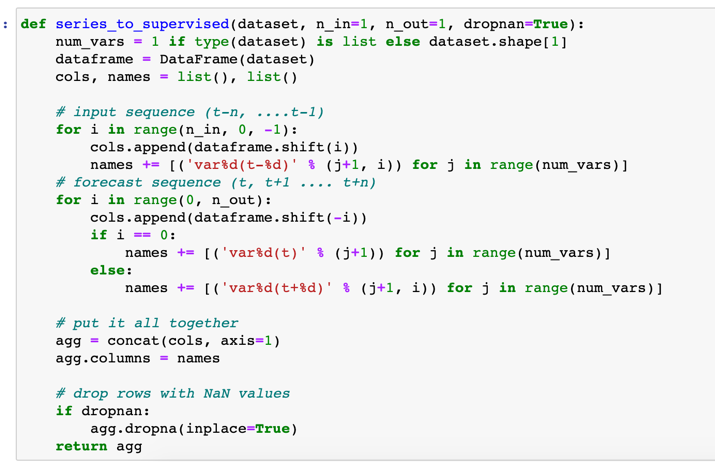 : def series_to_supervised(dataset, n_in=1, n_out=1, dropnan=True):
    num_vars = 1 if type(dataset) is list else dataset.shape[1]
    dataframe = DataFrame(dataset)
    cols, names = list(), list()

    # input sequence (t-n, ....t-1)
    for i in range(n_in, 0, -1):
        cols.append(dataframe.shift(i))
        names += [('var%d(t-%d)' % (j+1, i)) for j in range(num_vars)]
    # forecast sequence (t, t+1 .... t+n)
    for i in range(0, n_out):
        cols.append(dataframe.shift(-i))
        if i == 0:
            names += [('var%d(t)' % (j+1)) for j in range(num_vars)]
        else:
            names += [('var%d(t+%d)' % (j+1, i)) for j in range(num_vars)]

    # put it all together
    agg = concat(cols, axis=1)
    agg.columns = names

    # drop rows with NaN values
    if dropnan:
        agg.dropna(inplace=True)
    return agg